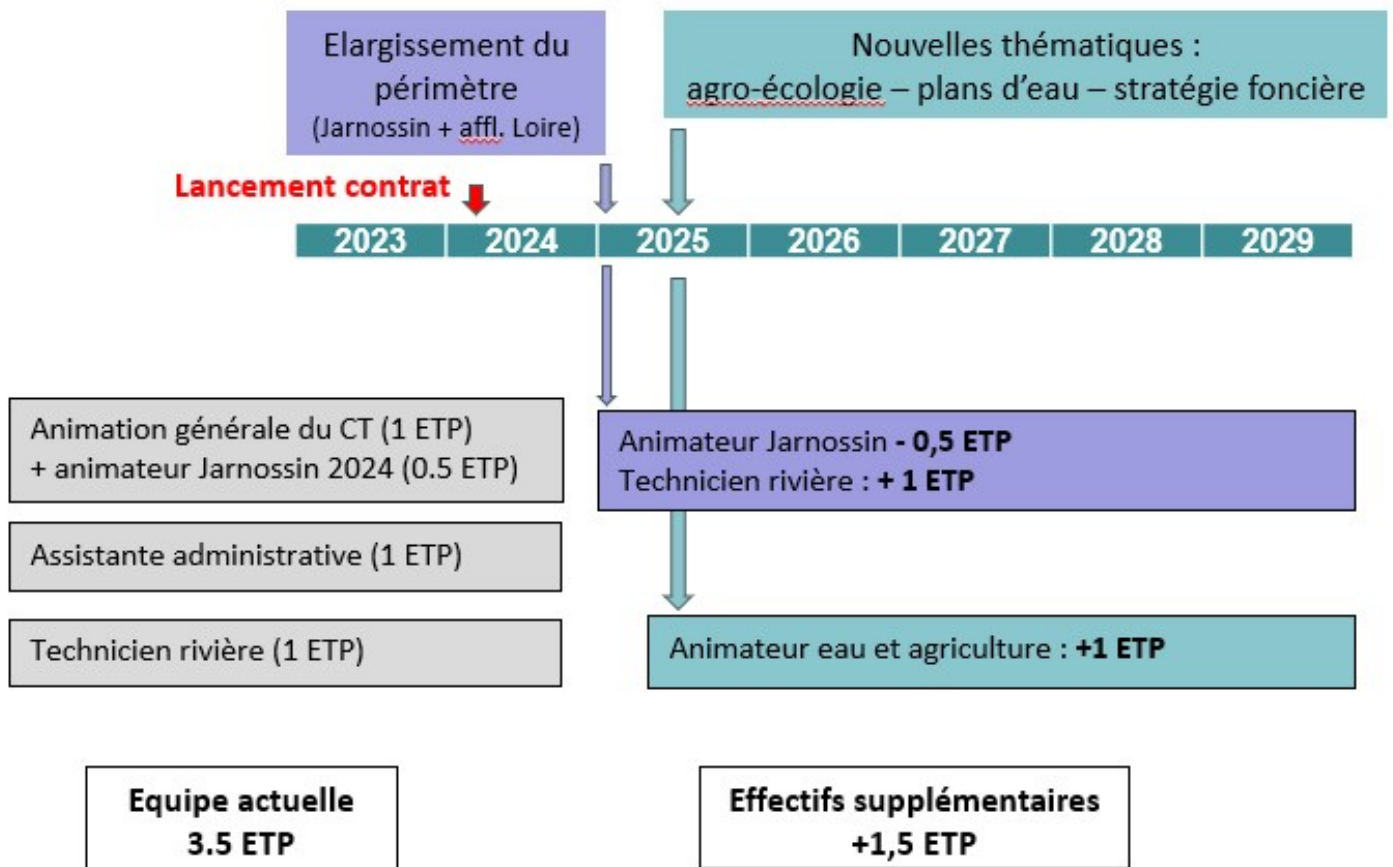 Elargissement du
périmètre
(Jarnossin + affl. Loire)
Nouvelles thématiques :
agro-écologie – plans d'eau – stratégie foncière
Lancement contrat
2023 2024 2025 2026 2027 2028 2029
Animation générale du CT (1 ETP)
+ animateur Jarnossin 2024 (0.5 ETP)
Animateur Jarnossin - 0,5 ETP
Technicien rivière : + 1 ETP
Assistante administrative (1 ETP)
Technicien rivière (1 ETP)
Animateur eau et agriculture : +1 ETP
Equipe actuelle
3.5 ETP
Effectifs supplémentaires
+1,5 ETP